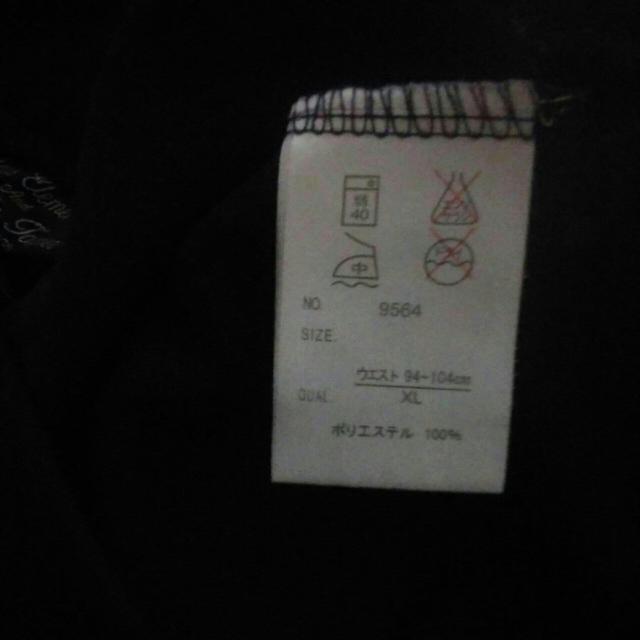 40
中
NO. 9564
SIZE.
ウエスト 94~104cm
QUAL. XL
ポリエステル 100%